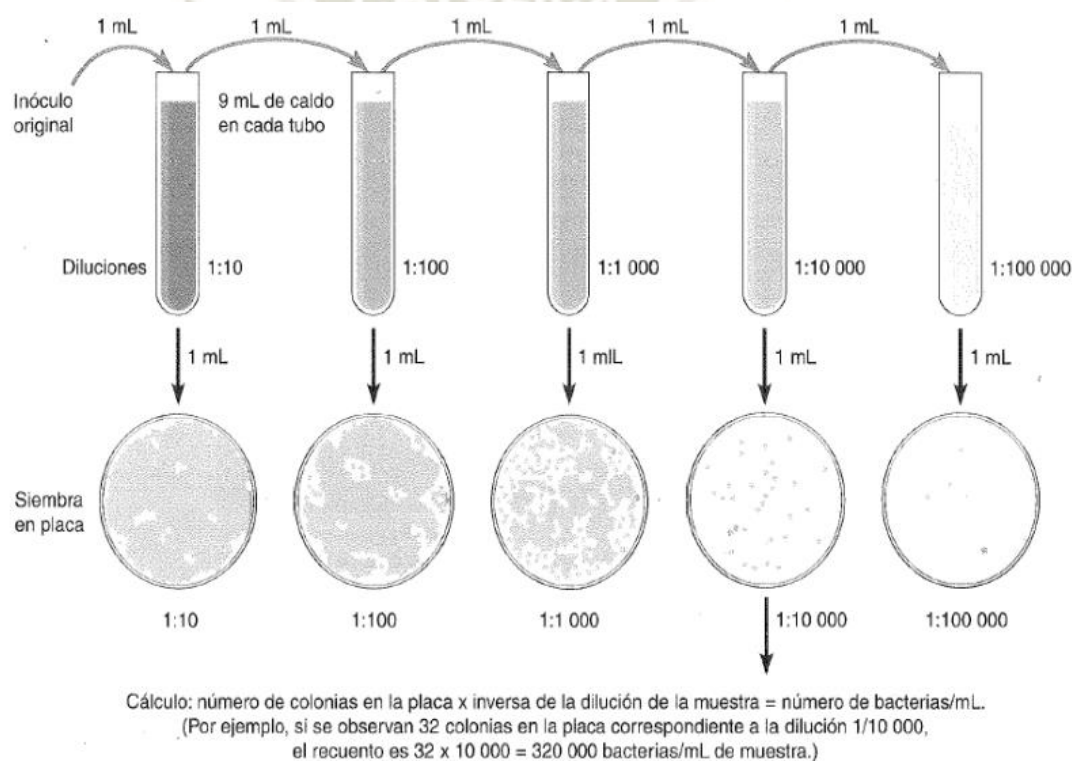 1 mL 1 mL 1 mL 1 mL 1 mL
Inóculo
original
9 mL de caldo
en cada tubo
Diluciones 1:10 1:100 1:1 000 1:10 000 1:100 000
1 mL 1 mL 1 mlL 1 mL 1 mL
Siembra
en placa
1:10 1:100 1:1 000 1:10 000 1:100 000
Cálculo: número de colonias en la placa x inversa de la dilución de la muestra = número de bacterias/mL.
(Por ejemplo, si se observan 32 colonias en la placa correspondiente a la dilución 1/10 000,
el recuento es 32 x 10 000 = 320 000 bacterias/mL de muestra.)